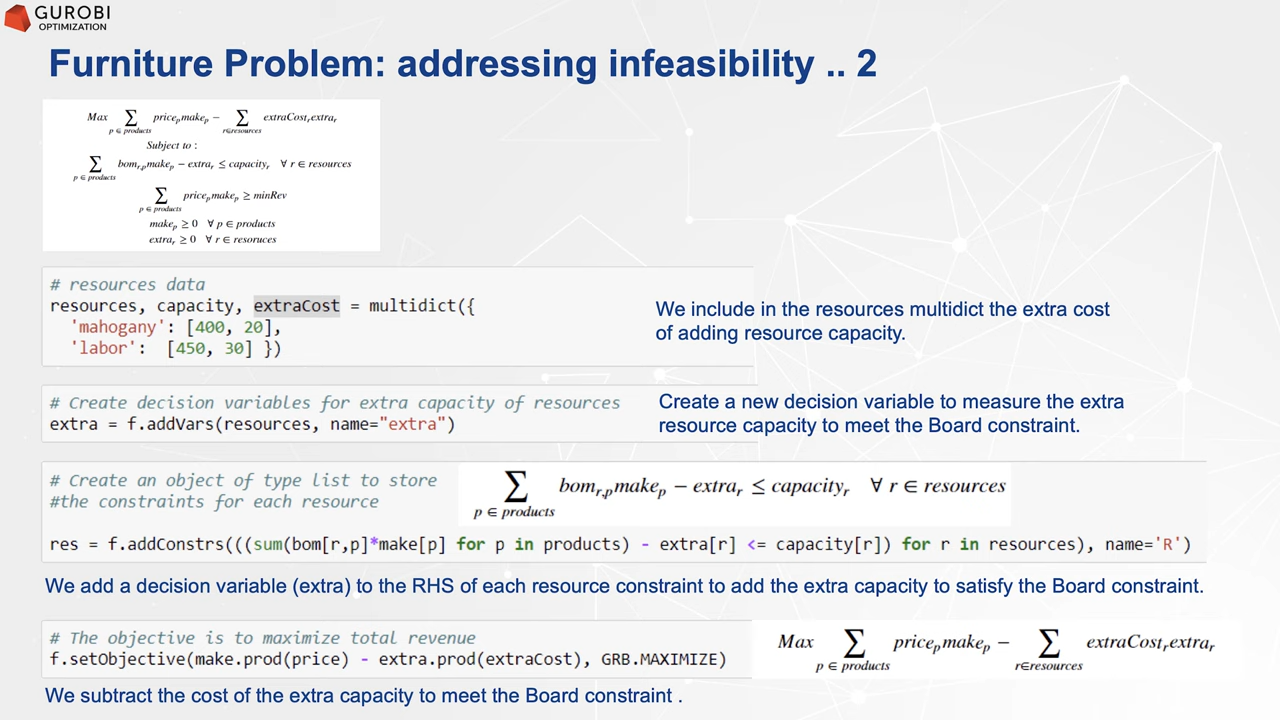 GUROBI
OPTIMIZATION
Furniture Problem: addressing infeasibility .. 2
Max ∑ p ∈ products price_p make_p − ∑ r∈resources extraCost_r extra_r
Subject to :
∑ p ∈ products bom_r,p make_p − extra_r ≤ capacity_r ∀ r ∈ resources
∑ p ∈ products price_p make_p ≥ minRev
make_p ≥ 0 ∀ p ∈ products
extra_r ≥ 0 ∀ r ∈ resoruces
# resources data
resources, capacity, extraCost = multidict({
'mahogany': [400, 20],
'labor': [450, 30] })
We include in the resources multidict the extra cost
of adding resource capacity.
# Create decision variables for extra capacity of resources
extra = f.addVars(resources, name="extra")
Create a new decision variable to measure the extra
resource capacity to meet the Board constraint.
# Create an object of type list to store
#the constraints for each resource
∑ p ∈ products bom_r,p make_p − extra_r ≤ capacity_r ∀ r ∈ resources
res = f.addConstrs(((sum(bom[r,p]*make[p] for p in products) - extra[r] <= capacity[r]) for r in resources), name='R')
We add a decision variable (extra) to the RHS of each resource constraint to add the extra capacity to satisfy the Board constraint.
# The objective is to maximize total revenue
f.setObjective(make.prod(price) - extra.prod(extraCost), GRB.MAXIMIZE)
Max ∑ p ∈ products price_p make_p − ∑ r∈resources extraCost_r extra_r
We subtract the cost of the extra capacity to meet the Board constraint .